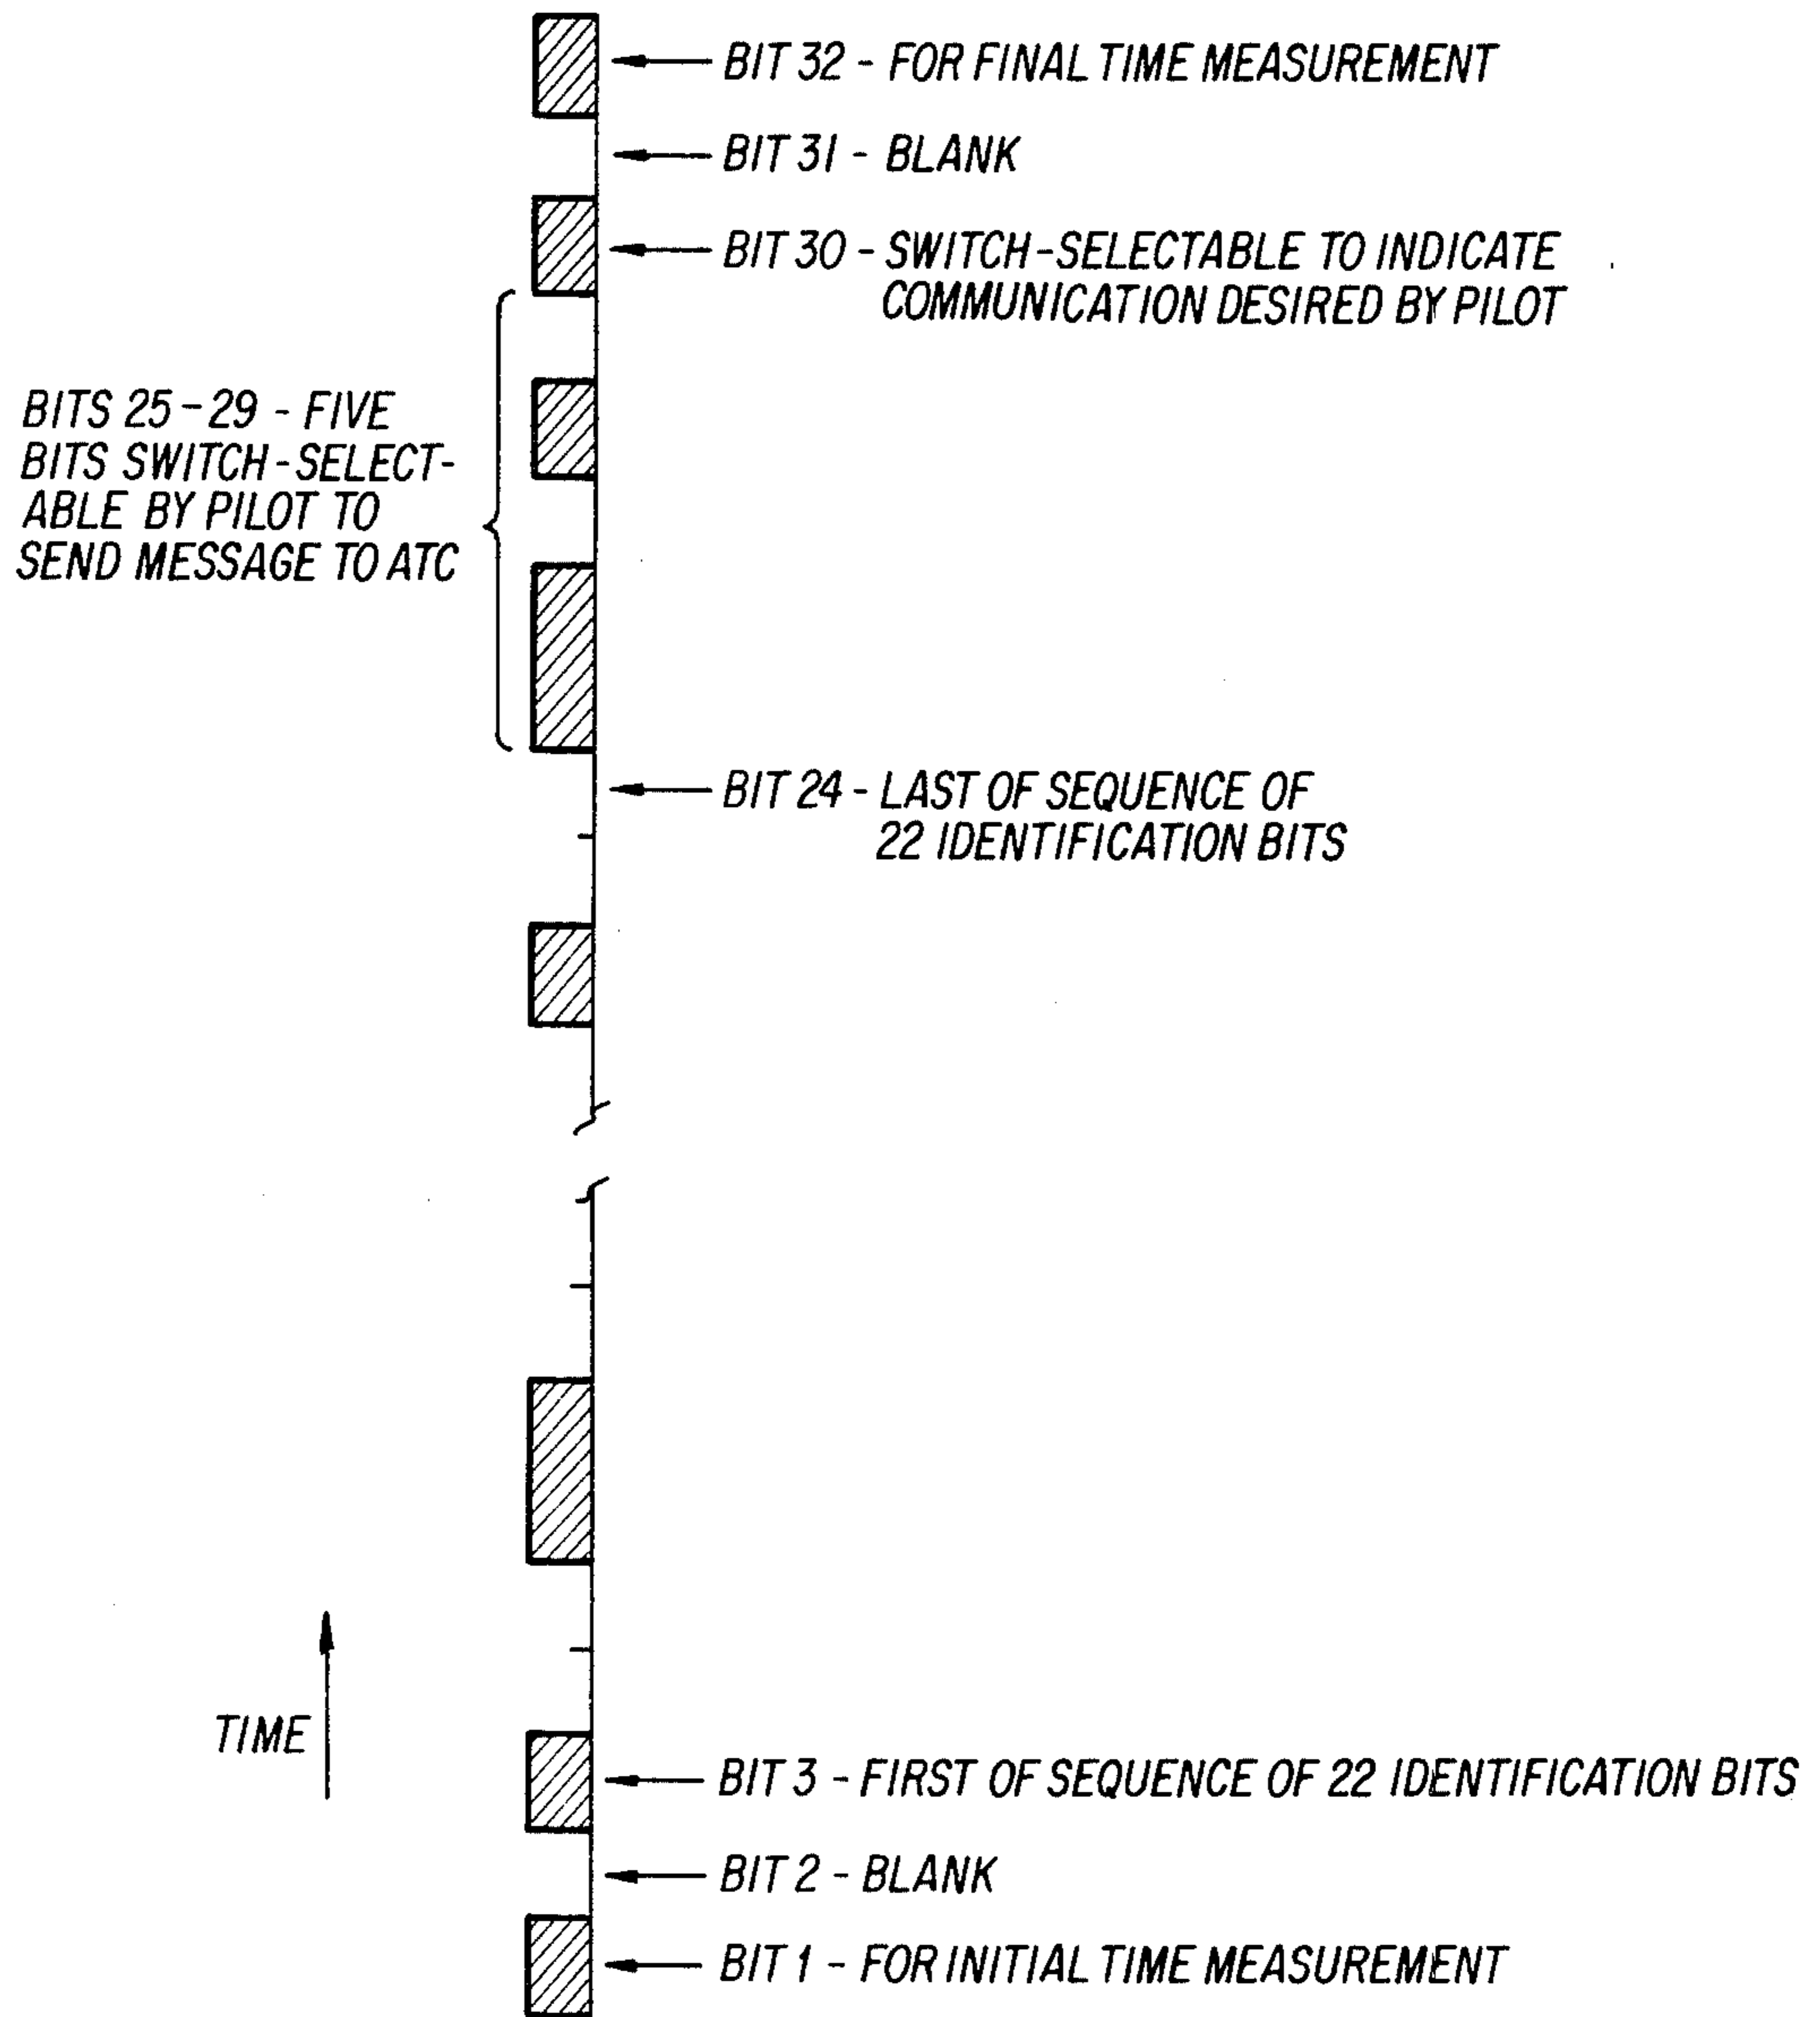 BIT 32 - FOR FINAL TIME MEASUREMENT
BIT 31 - BLANK
BIT 30 - SWITCH-SELECTABLE TO INDICATE
COMMUNICATION DESIRED BY PILOT
BITS 25-29 - FIVE
BITS SWITCH-SELECT-
ABLE BY PILOT TO
SEND MESSAGE TO ATC
BIT 24 - LAST OF SEQUENCE OF
22 IDENTIFICATION BITS
TIME
BIT 3 - FIRST OF SEQUENCE OF 22 IDENTIFICATION BITS
BIT 2 - BLANK
BIT 1 - FOR INITIAL TIME MEASUREMENT